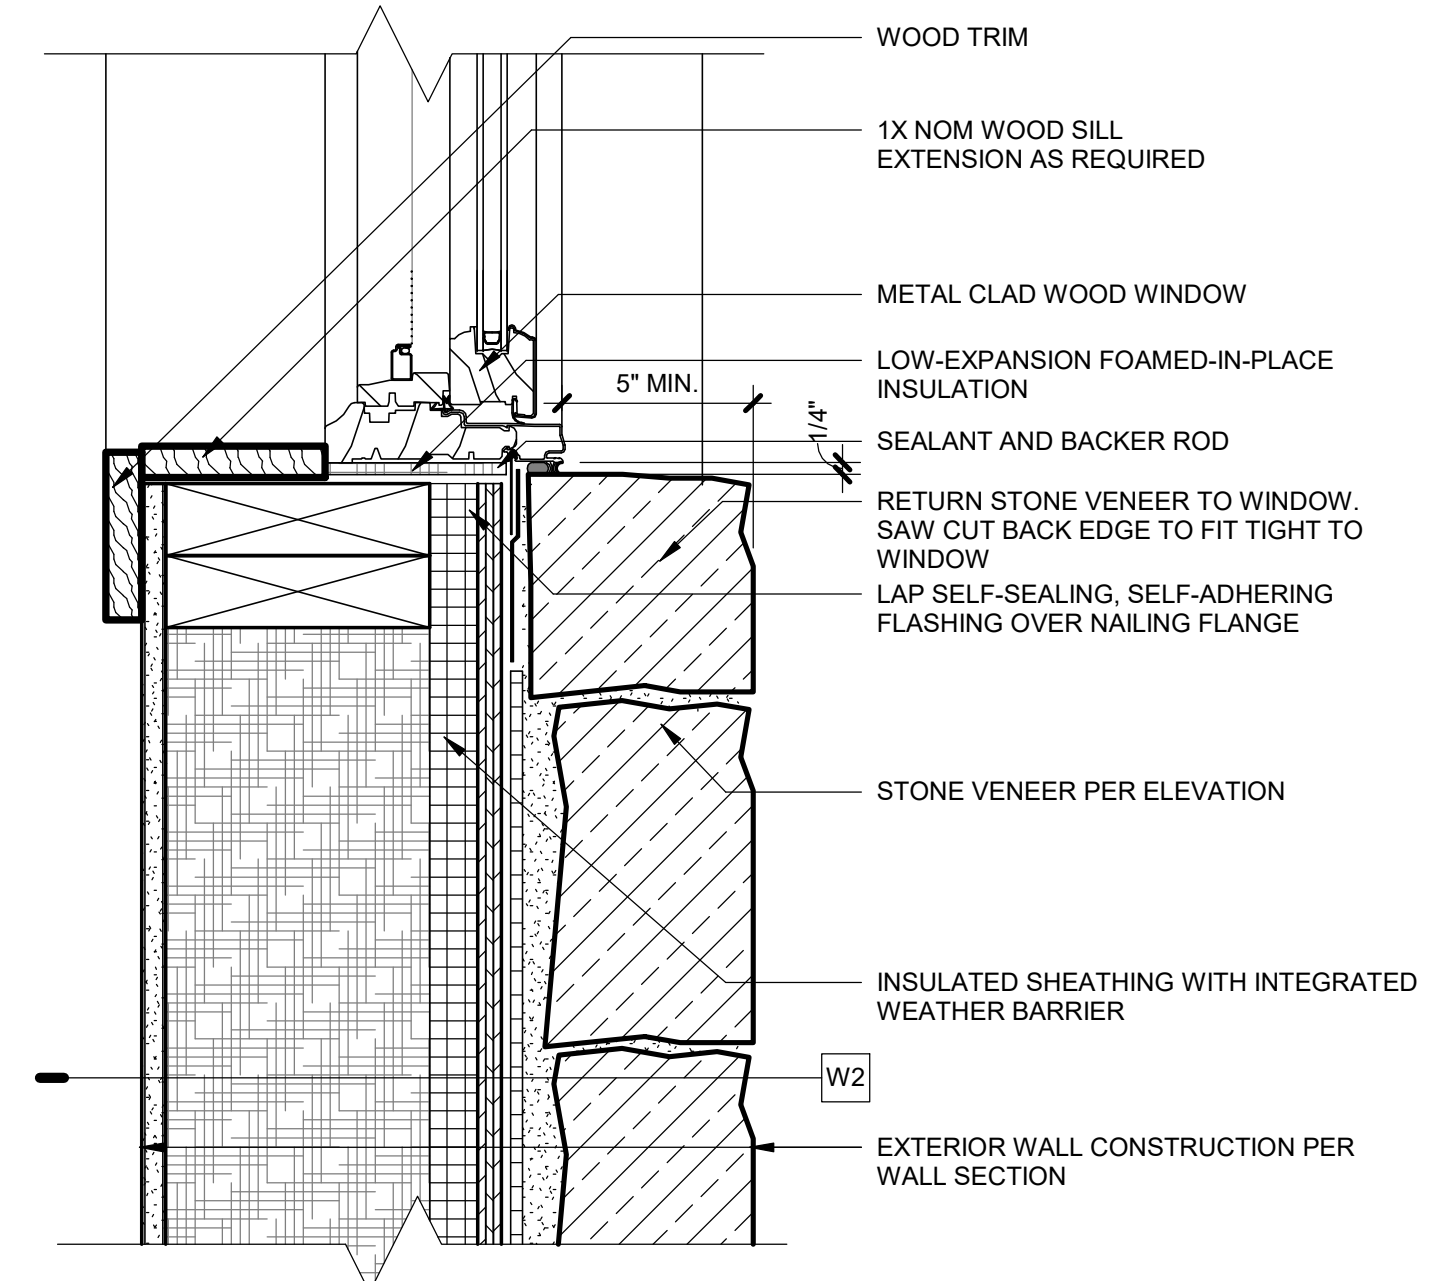 WOOD TRIM
1X NOM WOOD SILL
EXTENSION AS REQUIRED
METAL CLAD WOOD WINDOW
LOW-EXPANSION FOAMED-IN-PLACE
INSULATION
5" MIN.
1/4"
SEALANT AND BACKER ROD
RETURN STONE VENEER TO WINDOW.
SAW CUT BACK EDGE TO FIT TIGHT TO
WINDOW
LAP SELF-SEALING, SELF-ADHERING
FLASHING OVER NAILING FLANGE
STONE VENEER PER ELEVATION
INSULATED SHEATHING WITH INTEGRATED
WEATHER BARRIER
W2
EXTERIOR WALL CONSTRUCTION PER
WALL SECTION